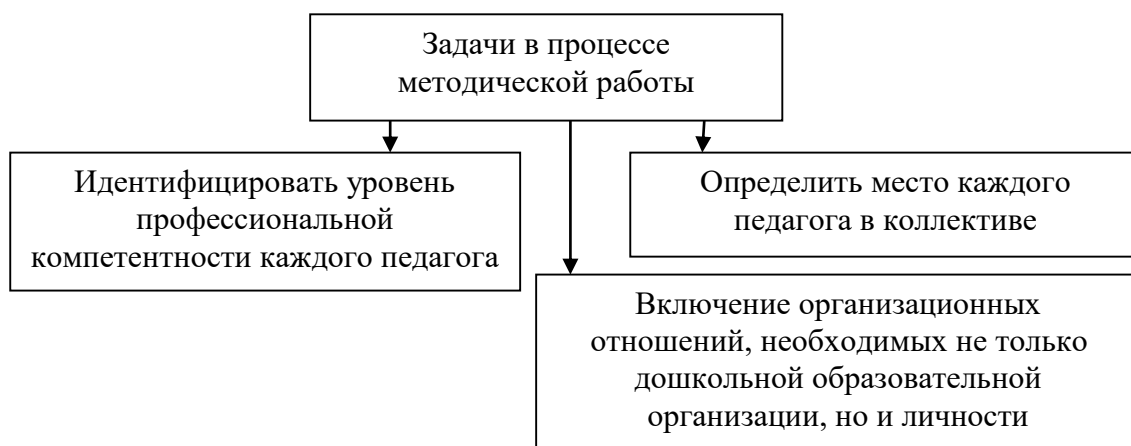 Задачи в процессе
методической работы
Идентифицировать уровень
профессиональной
компетентности каждого педагога
Определить место каждого
педагога в коллективе
Включение организационных
отношений, необходимых не только
дошкольной образовательной
организации, но и личности